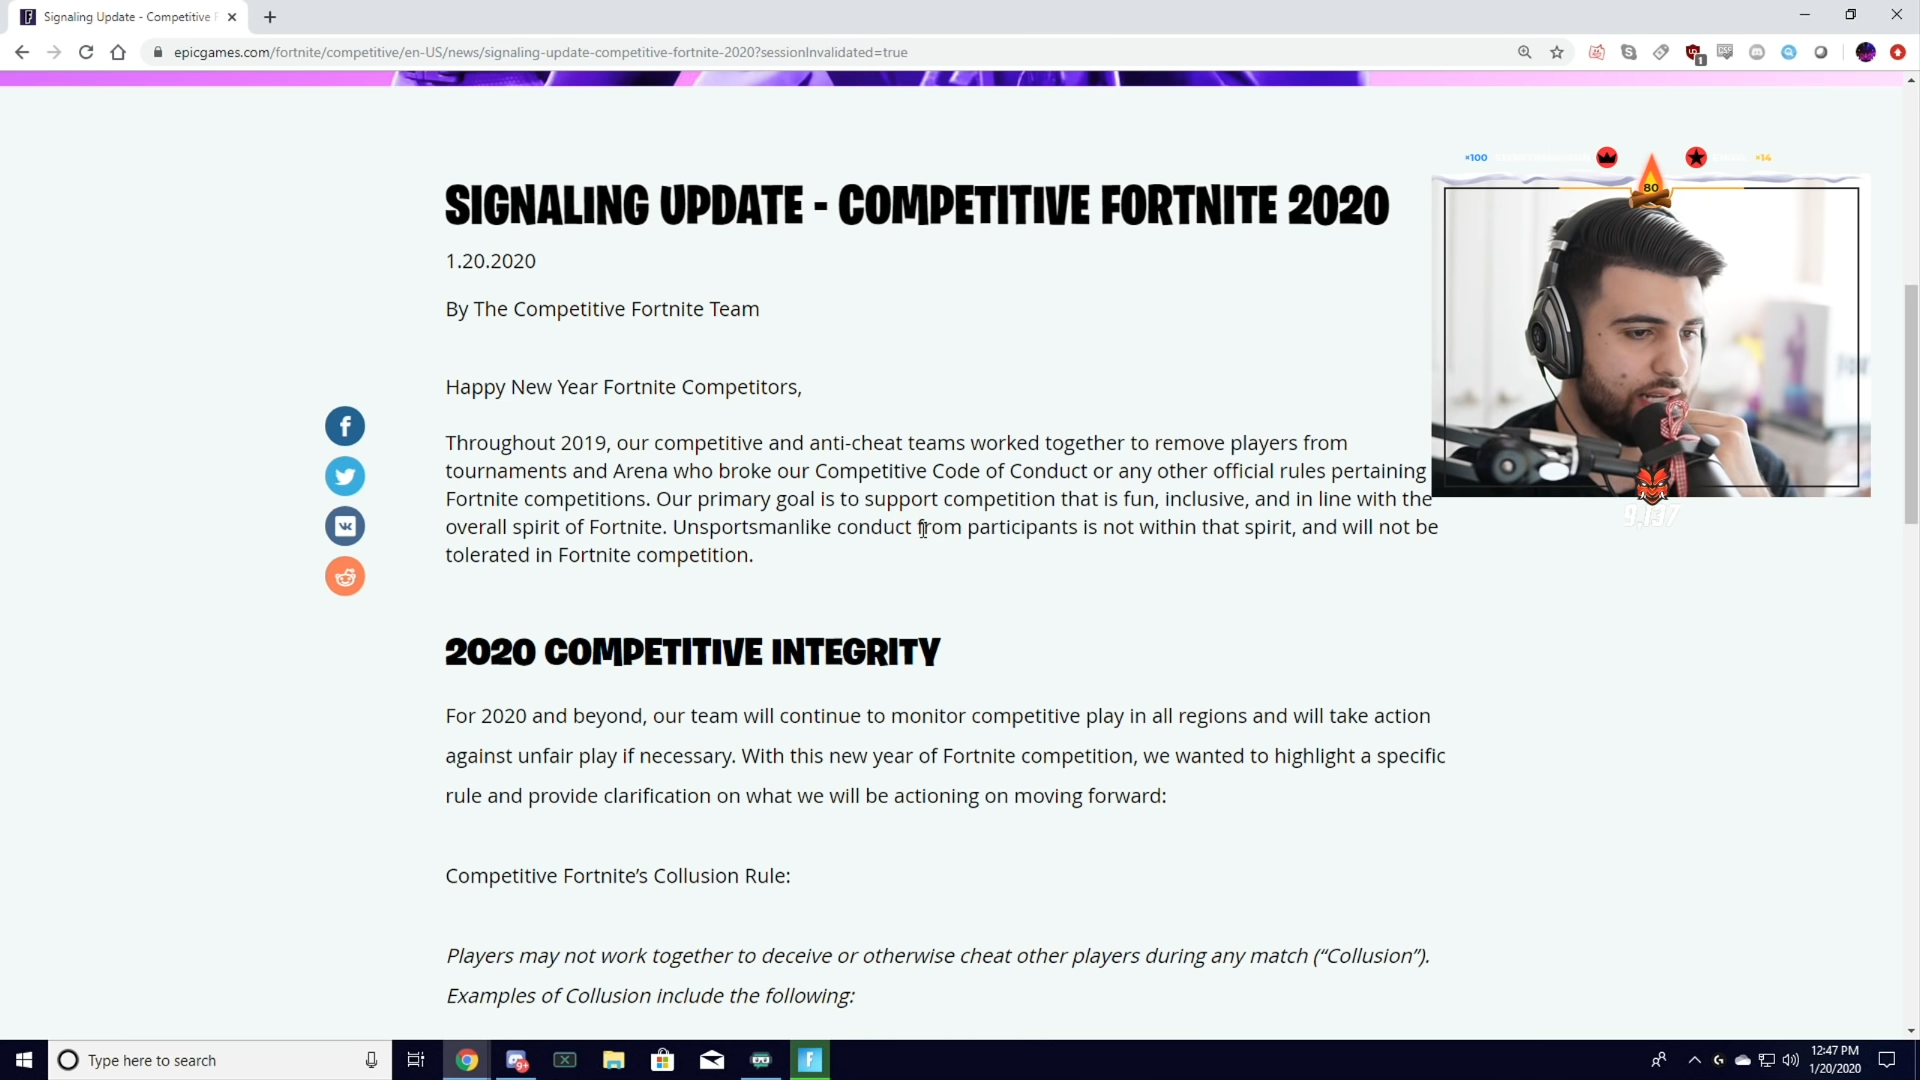 Signaling Update - Competitive F
epicgames.com/fortnite/competitive/en-US/news/signaling-update-competitive-fortnite-2020?sessionInvalidated=true
SIGNALING UPDATE - COMPETITIVE FORTNITE 2020
1.20.2020
By The Competitive Fortnite Team
×100
×14
80
9,137
Happy New Year Fortnite Competitors,
Throughout 2019, our competitive and anti-cheat teams worked together to remove players from
tournaments and Arena who broke our Competitive Code of Conduct or any other official rules pertaining
Fortnite competitions. Our primary goal is to support competition that is fun, inclusive, and in line with the
overall spirit of Fortnite. Unsportsmanlike conduct from participants is not within that spirit, and will not be
tolerated in Fortnite competition.
2020 COMPETITIVE INTEGRITY
For 2020 and beyond, our team will continue to monitor competitive play in all regions and will take action
against unfair play if necessary. With this new year of Fortnite competition, we wanted to highlight a specific
rule and provide clarification on what we will be actioning on moving forward:
Competitive Fortnite’s Collusion Rule:
Players may not work together to deceive or otherwise cheat other players during any match (“Collusion”).
Examples of Collusion include the following:
Type here to search
9+
12:47 PM
1/20/2020